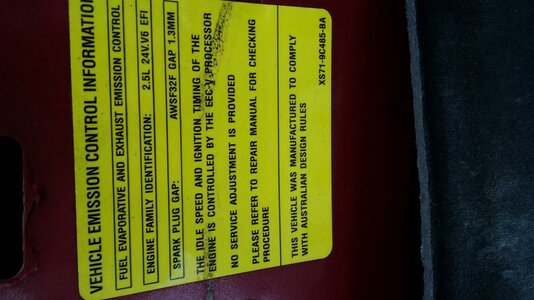 VEHICLE EMISSION CONTROL INFORMATION
FUEL EVAPORATIVE AND EXHAUST EMISSION CONTROL
ENGINE FAMILY IDENTIFICATION: 2.5L 24V.V6 EFI
SPARK PLUG GAP: AWSF32F GAP 1.3MM
THE IDLE SPEED AND IGNITION TIMING OF THE
ENGINE IS CONTROLLED BY THE EEC-V PROCESSOR
NO SERVICE ADJUSTMENT IS PROVIDED
PLEASE REFER TO REPAIR MANUAL FOR CHECKING
PROCEDURE
THIS VEHICLE WAS MANUFACTURED TO COMPLY
WITH AUSTRALIAN DESIGN RULES
XS71-9C485-BA